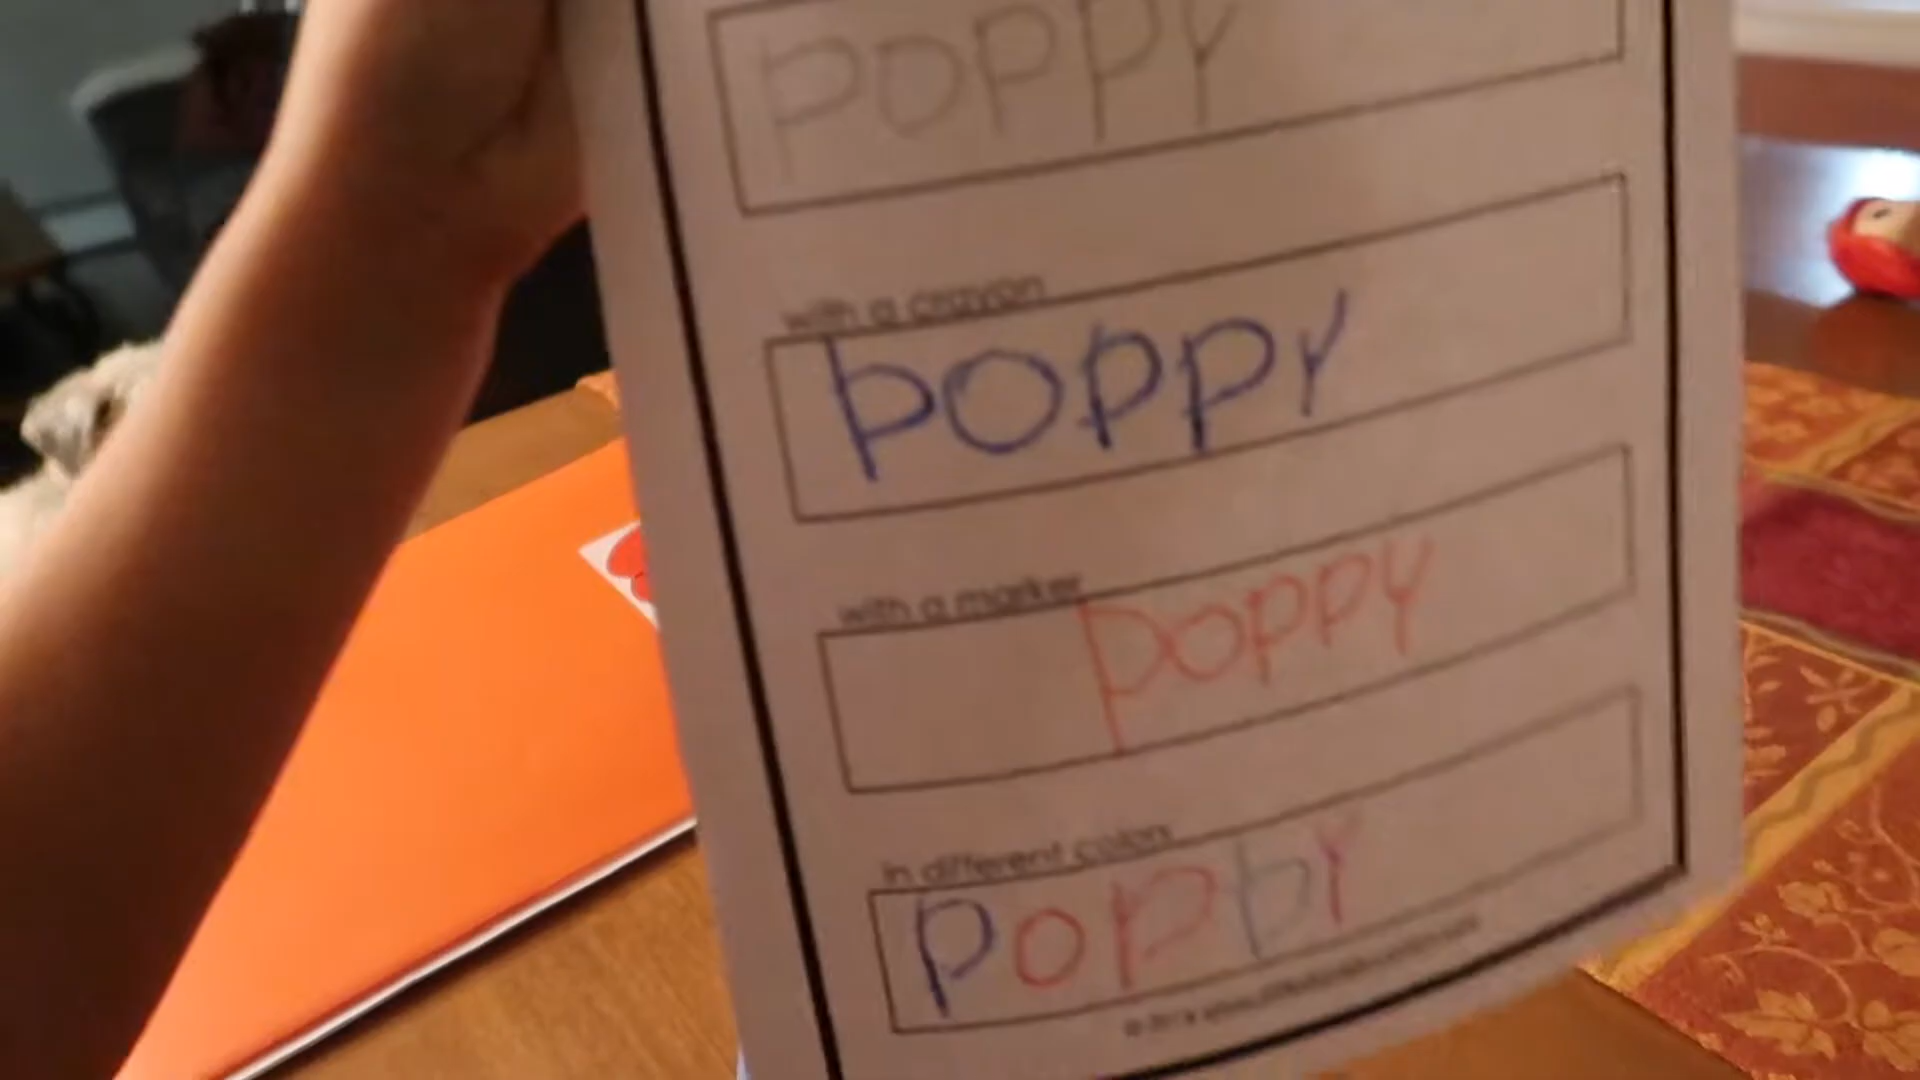 POPPY
with a crayon
POPPY
with a marker
poppy
in different colors
POPPY